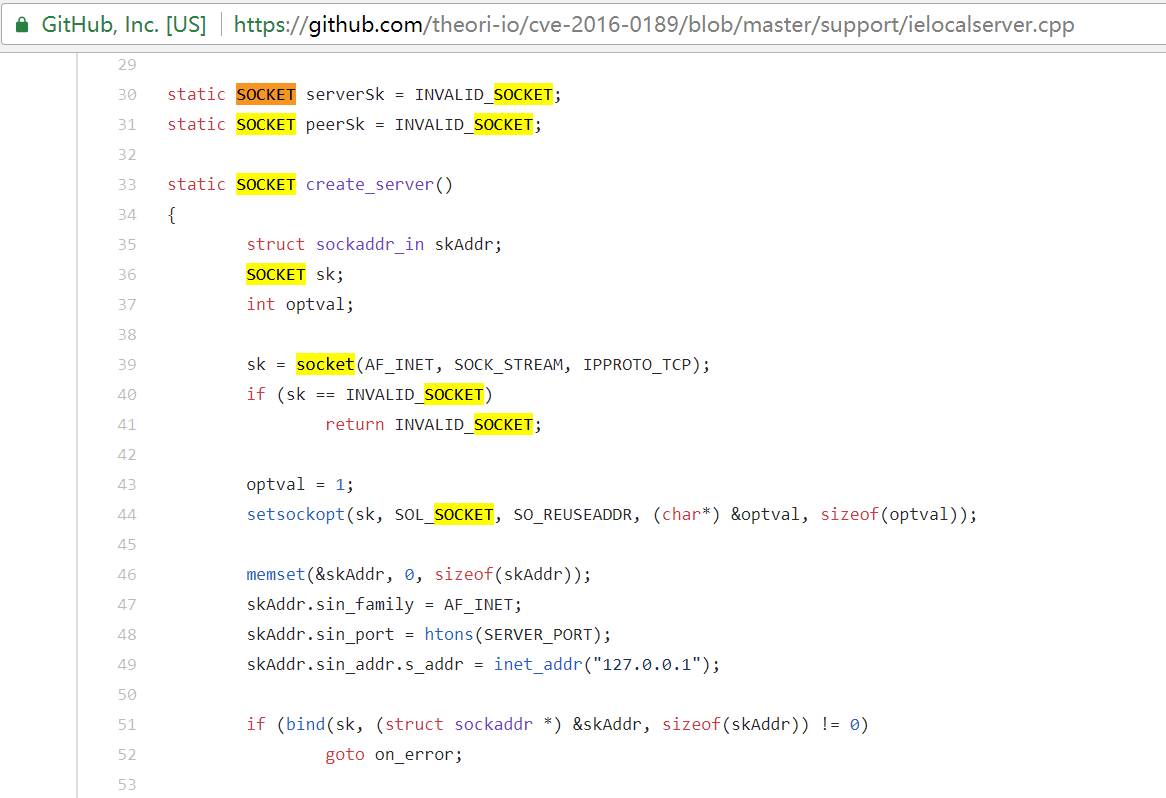 GitHub, Inc. [US] https://github.com/theori-io/cve-2016-0189/blob/master/support/ielocalserver.cpp
29
30 static SOCKET serverSk = INVALID_SOCKET;
31 static SOCKET peerSk = INVALID_SOCKET;
32
33 static SOCKET create_server()
34 {
35 struct sockaddr_in skAddr;
36 SOCKET sk;
37 int optval;
38
39 sk = socket(AF_INET, SOCK_STREAM, IPPROTO_TCP);
40 if (sk == INVALID_SOCKET)
41 return INVALID_SOCKET;
42
43 optval = 1;
44 setsockopt(sk, SOL_SOCKET, SO_REUSEADDR, (char*) &optval, sizeof(optval));
45
46 memset(&skAddr, 0, sizeof(skAddr));
47 skAddr.sin_family = AF_INET;
48 skAddr.sin_port = htons(SERVER_PORT);
49 skAddr.sin_addr.s_addr = inet_addr("127.0.0.1");
50
51 if (bind(sk, (struct sockaddr *) &skAddr, sizeof(skAddr)) != 0)
52 goto on_error;
53